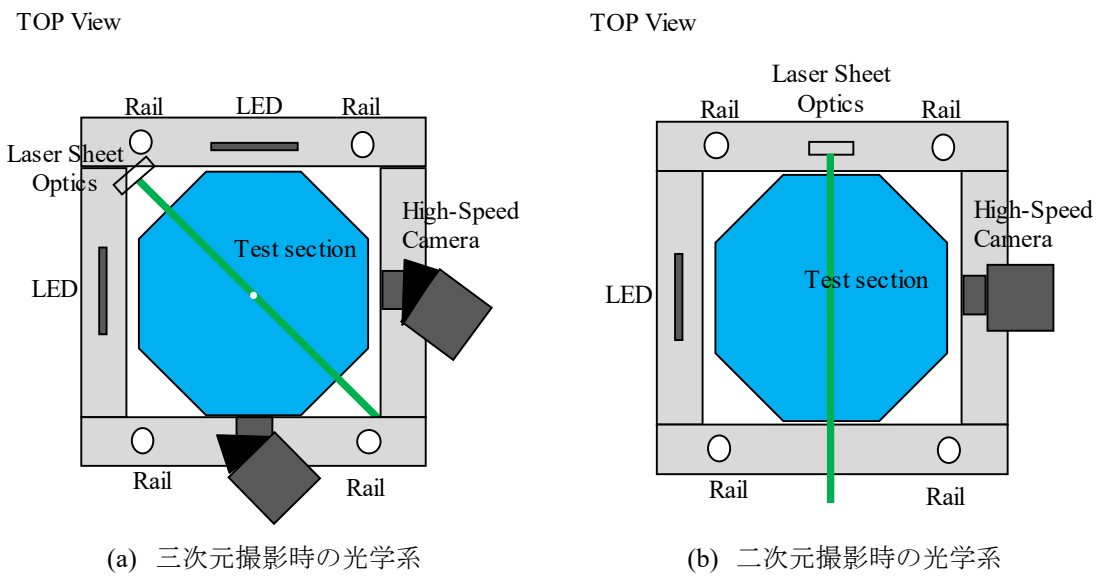 TOP View
Rail
LED
Rail
Laser Sheet
Optics
High-Speed
Camera
Test section
LED
Rail
Rail
(a) 三次元撮影時の光学系
TOP View
Laser Sheet
Optics
Rail
Rail
High-Speed
Camera
Test section
LED
Rail
Rail
(b) 二次元撮影時の光学系